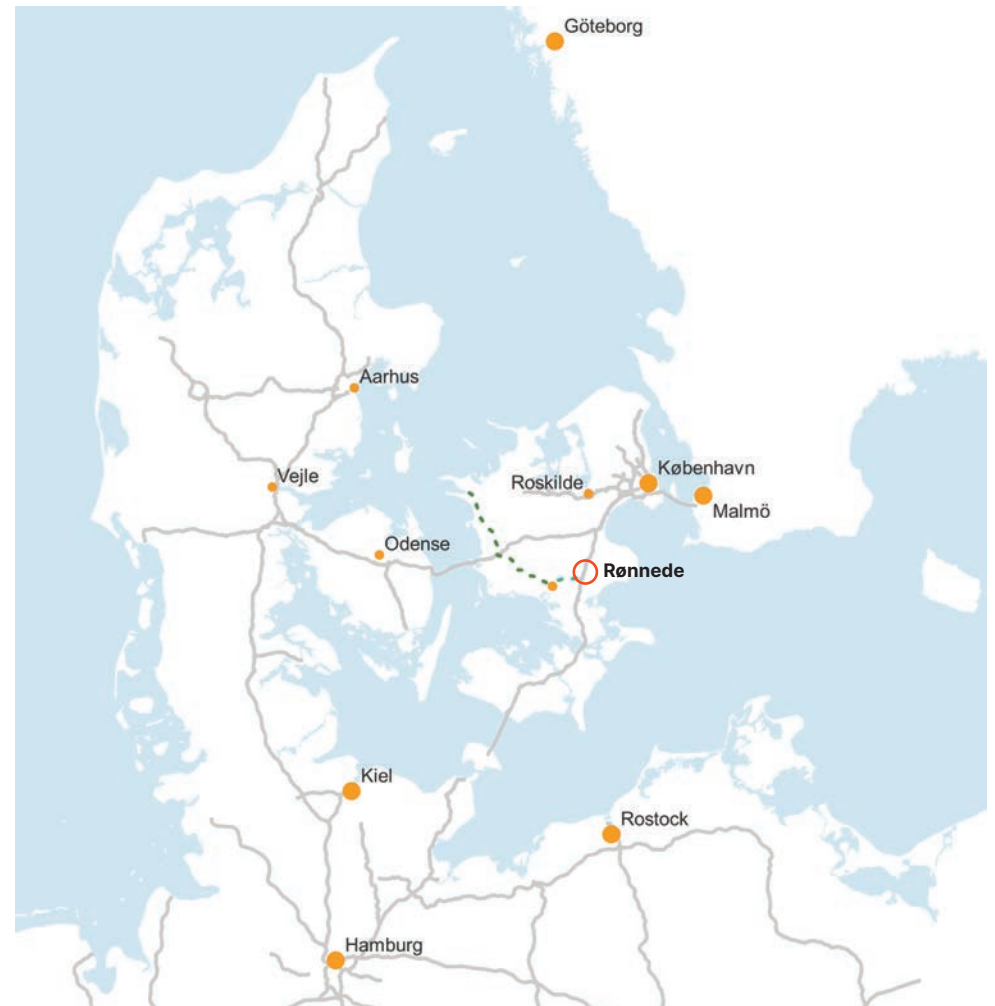 Göteborg
Aarhus
Vejle
Roskilde
København
Malmö
Odense
Rønnede
Kiel
Rostock
Hamburg